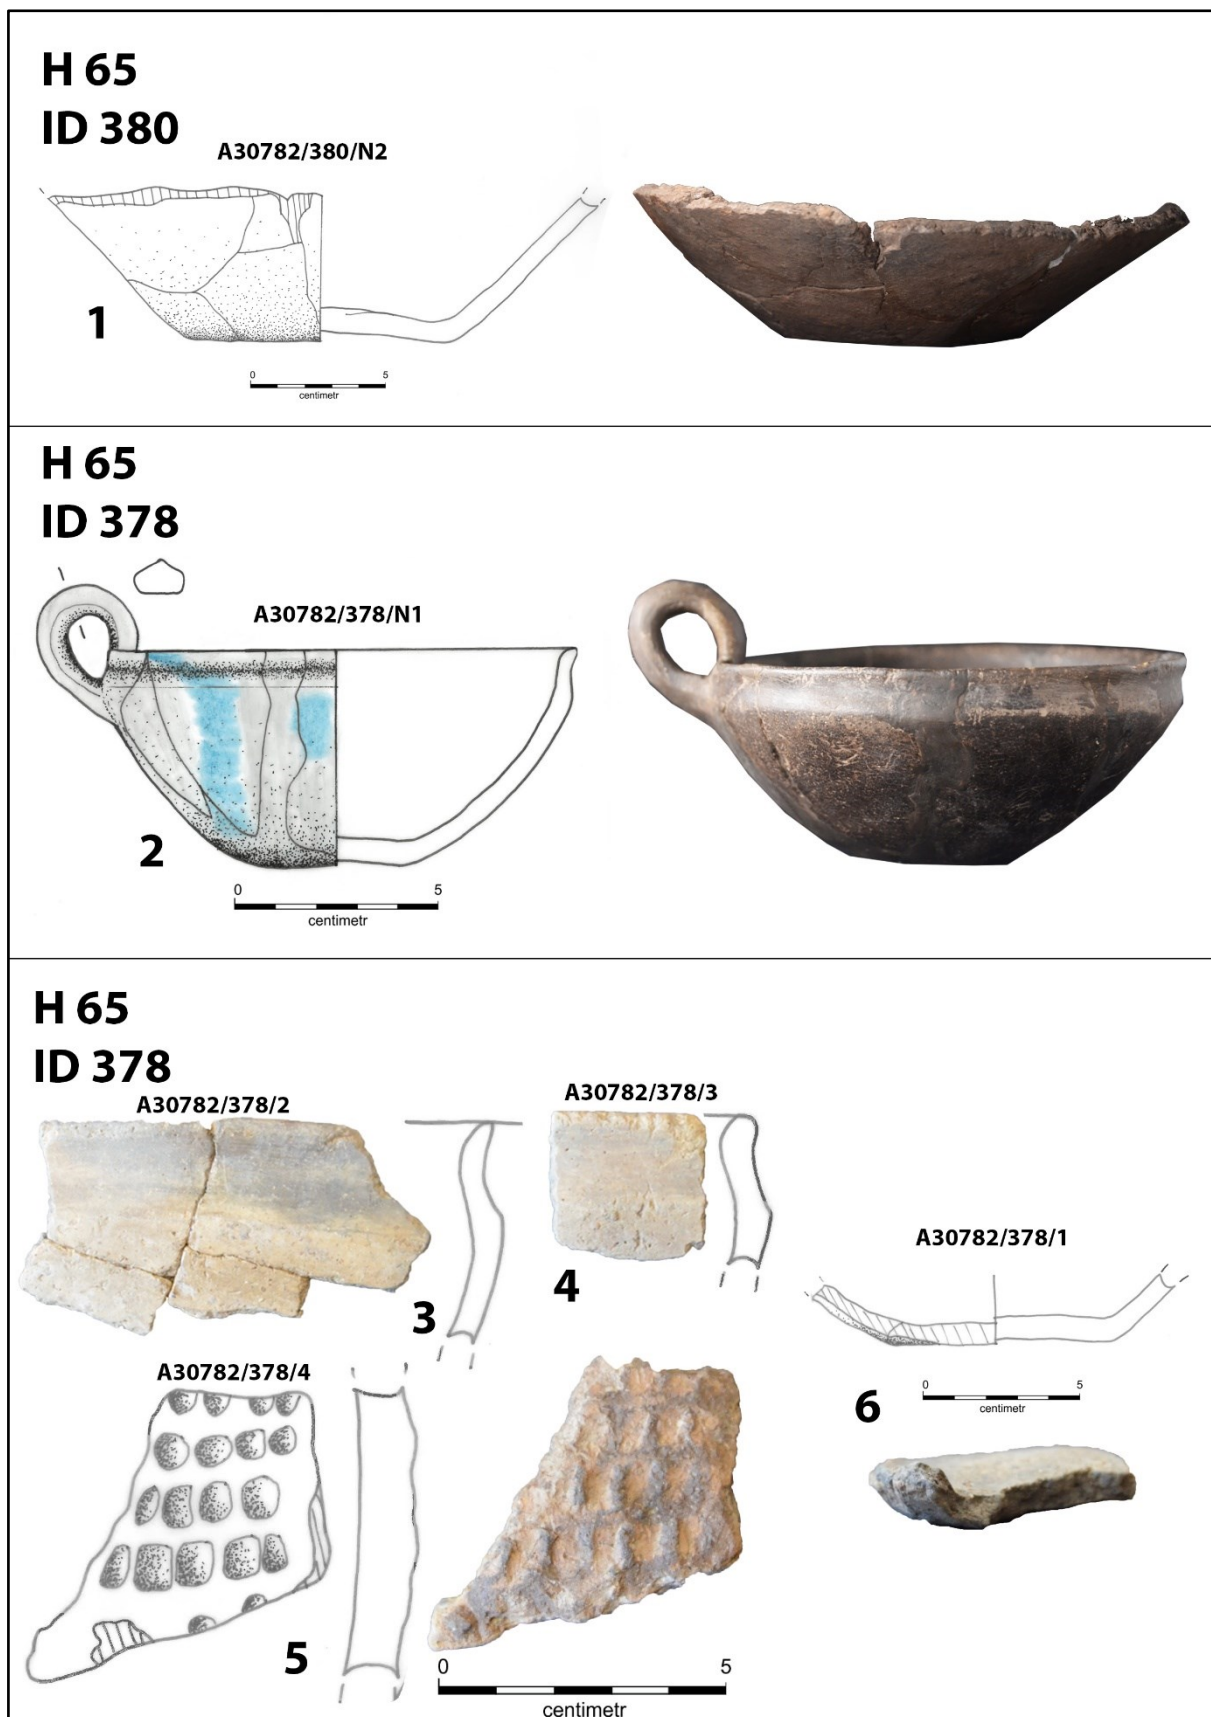 H 65
ID 380
A30782/380/N2
1
0 5
centimetr
H 65
ID 378
A30782/378/N1
2
0 5
centimetr
H 65
ID 378
A30782/378/2
A30782/378/3
3
4
A30782/378/1
0 5
centimetr
6
A30782/378/4
5
0 5
centimetr